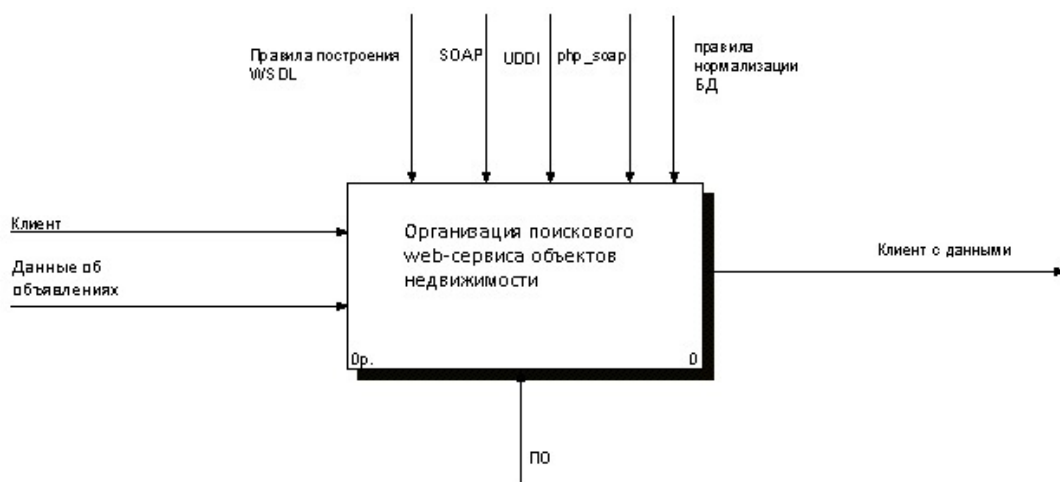 Правила построения
WSDL
SOAP
UDDI
php_soap
правила
нормализации
БД
Клиент
Данные об
объявлениях
Организация поискового
web-сервиса объектов
недвижимости
0р.
0
Клиент с данными
ПО